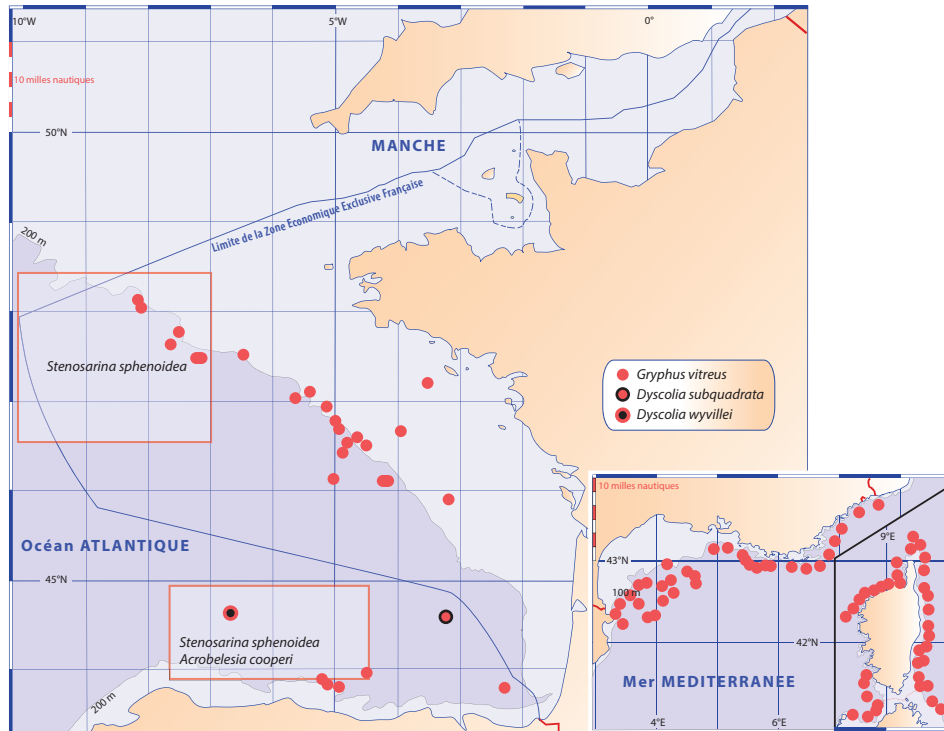 10°W
5°W
0°
10 milles nautiques
50°N
MANCHE
Limite de la Zone Economique Exclusive Française
200 m
Stenosarina sphenoidea
Gryphus vitreus
Dyscolia subquadrata
Dyscolia wyvillei
Océan ATLANTIQUE
45°N
Stenosarina sphenoidea
Acrobelesia cooperi
200 m
10 milles nautiques
9°E
43°N
100 m
42°N
Mer MEDITERRANEE
4°E
6°E